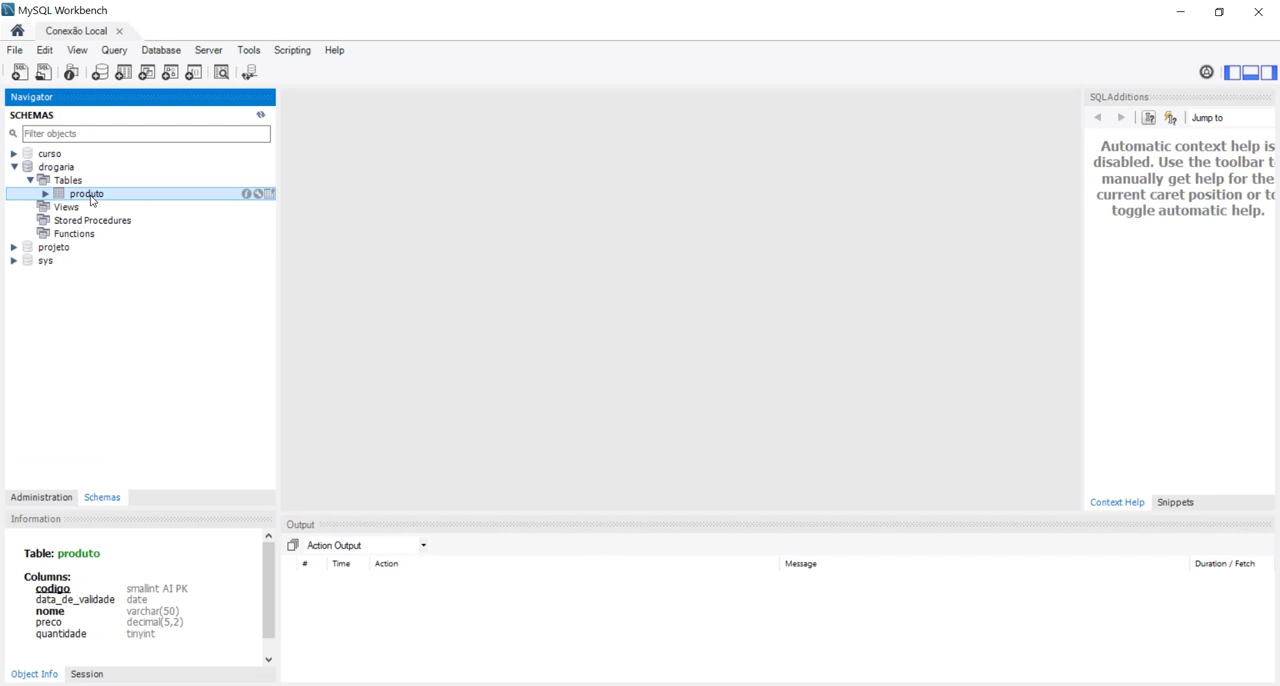 MySQL Workbench
Conexão Local
File Edit View Query Database Server Tools Scripting Help
Navigator
SCHEMAS
Filter objects
curso
drogaria
Tables
produto
Views
Stored Procedures
Functions
projeto
sys
Administration Schemas
Information
Table: produto
Columns:
codigo smallint AI PK
data_de_validade date
nome varchar(50)
preco decimal(5,2)
quantidade tinyint
Object Info Session
Output
Action Output
# Time Action Message Duration / Fetch
SQLAdditions
Jump to
Automatic context help is
disabled. Use the toolbar t
manually get help for the
current caret position or to
toggle automatic help.
Context Help Snippets